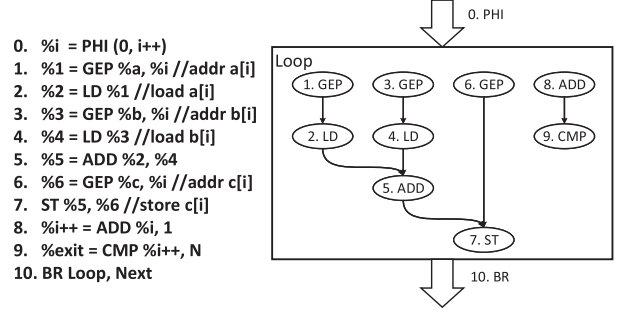 0. %i = PHI (0, i++)
1. %1 = GEP %a, %i //addr a[i]
2. %2 = LD %1 //load a[i]
3. %3 = GEP %b, %i //addr b[i]
4. %4 = LD %3 //load b[i]
5. %5 = ADD %2, %4
6. %6 = GEP %c, %i //addr c[i]
7. ST %5, %6 //store c[i]
8. %i++ = ADD %i, 1
9. %exit = CMP %i++, N
10. BR Loop, Next
0. PHI
Loop
1. GEP
3. GEP
6. GEP
8. ADD
2. LD
4. LD
9. CMP
5. ADD
7. ST
10. BR